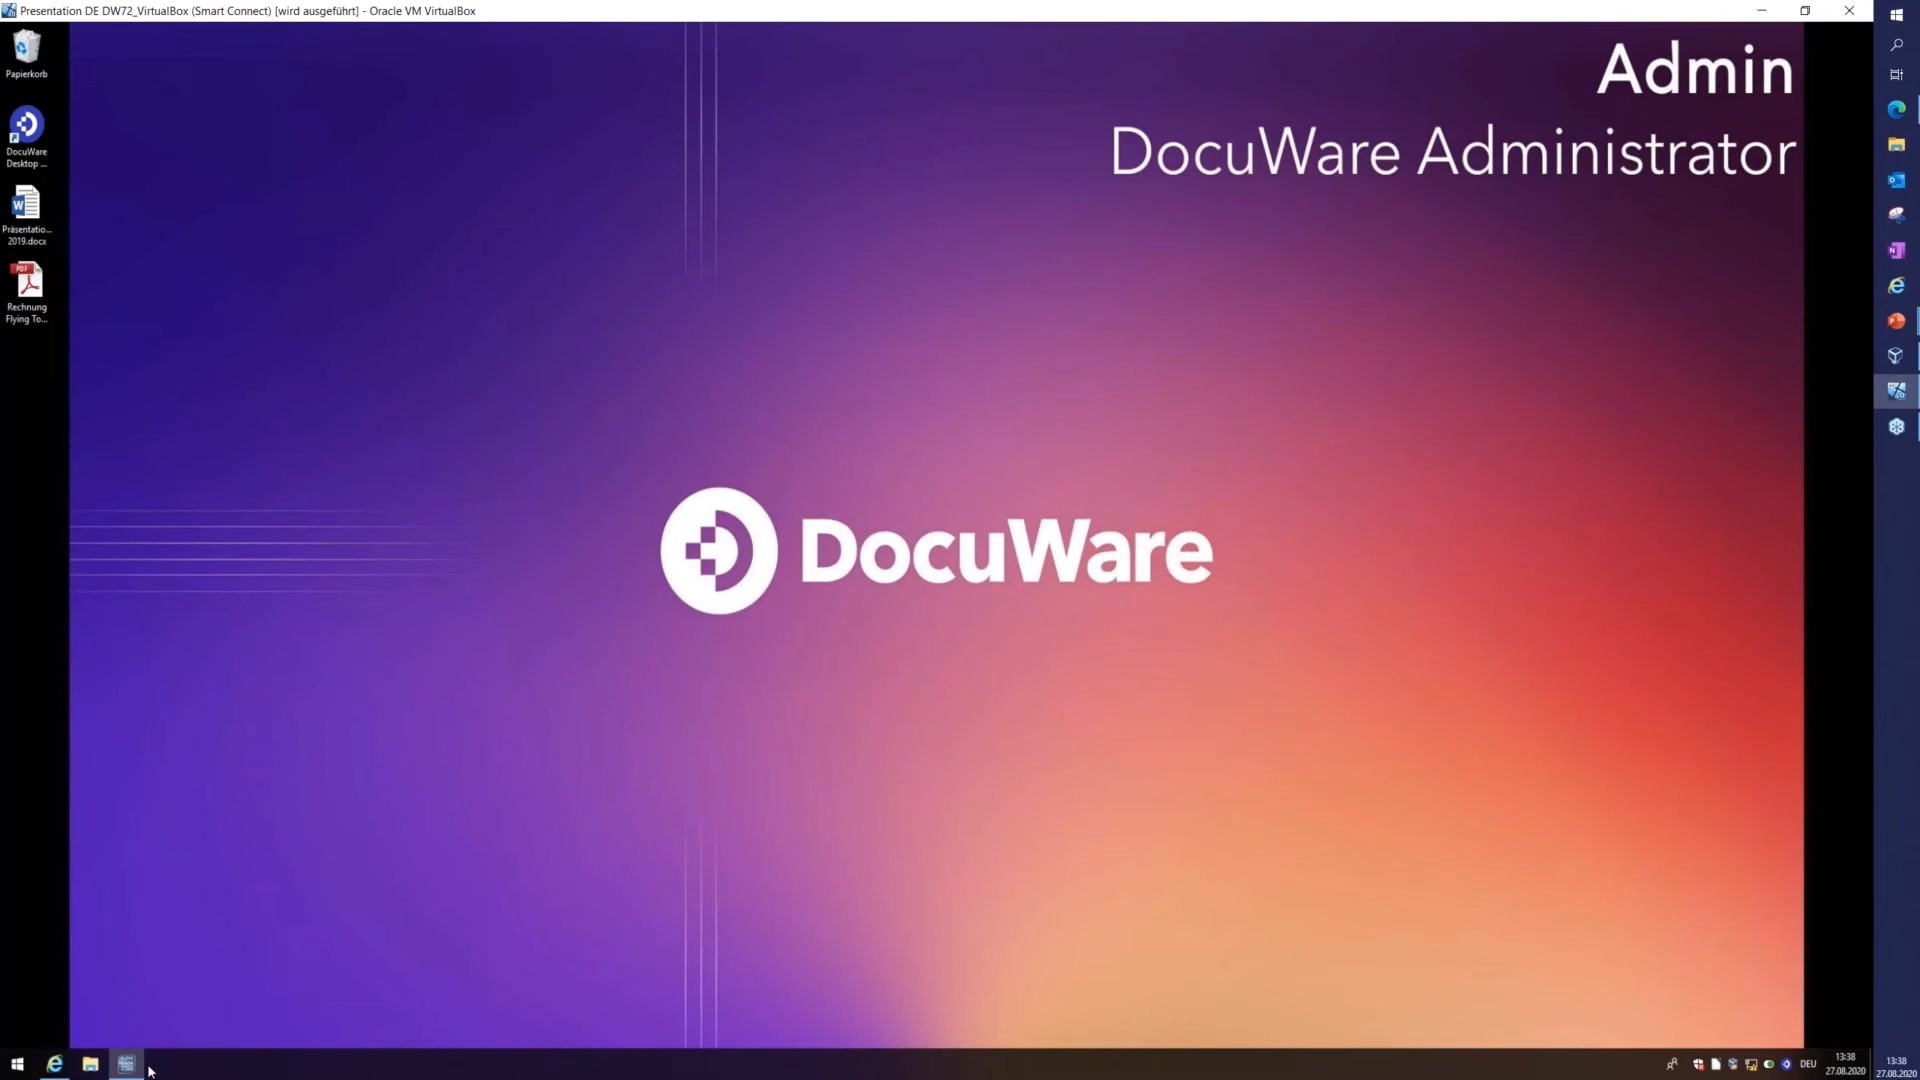 Presentation DE DW72_VirtualBox (Smart Connect) [wird ausgeführt] - Oracle VM VirtualBox
Admin
DocuWare Administrator
Papierkorb
DocuWare
Desktop ...
Präsentatio...
2019.docx
PDF
Rechnung
Flying To...
DocuWare
DEU
13:38
27.08.2020
13:38
27.08.2020